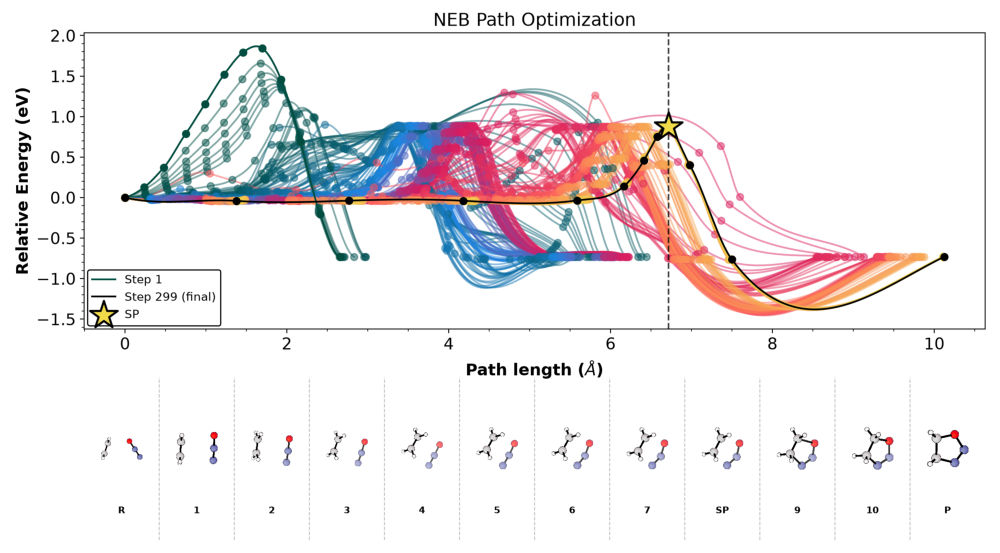 NEB Path Optimization
Relative Energy (eV)
2.0
1.5
1.0
0.5
0.0
−0.5
−1.0
−1.5
Step 1
Step 299 (final)
SP
0 2 4 6 8 10
Path length (Å)
R 1 2 3 4 5 6 7 SP 9 10 P